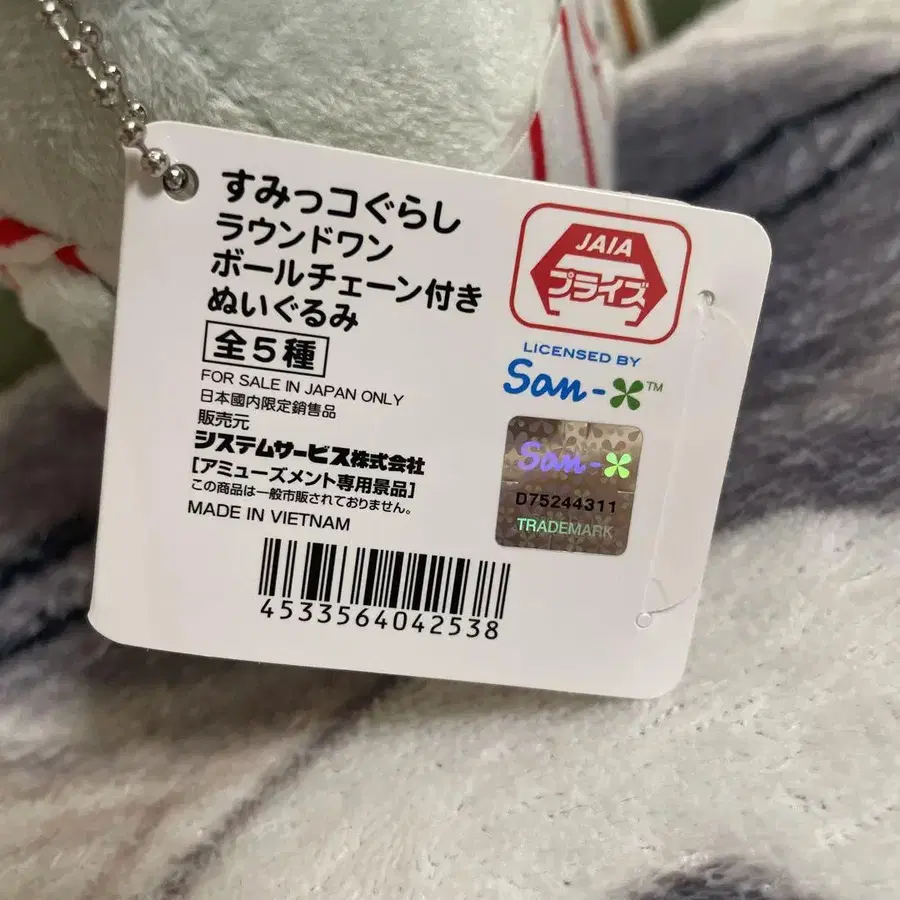 すみっコぐらし
ラウンドワン
ボールチェーン付き
ぬいぐるみ
全5種
FOR SALE IN JAPAN ONLY
日本國内限定銷售品
販売元
システムサービス株式会社
[アミューズメント専用景品]
この商品は一般市販されておりません。
MADE IN VIETNAM
4533564042538
JAIA
プライズ
LICENSED BY
San-X™
San-X
D75244311
TRADEMARK